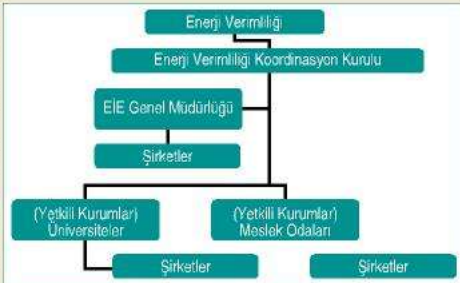 Enerji Verimliliği
Enerji Verimliliği Koordinasyon Kurulu
EİE Genel Müdürlüğü
Şirketler
(Yetkili Kurumlar)
Üniversiteler
(Yetkili Kurumlar)
Meslek Odaları
Şirketler
Şirketler